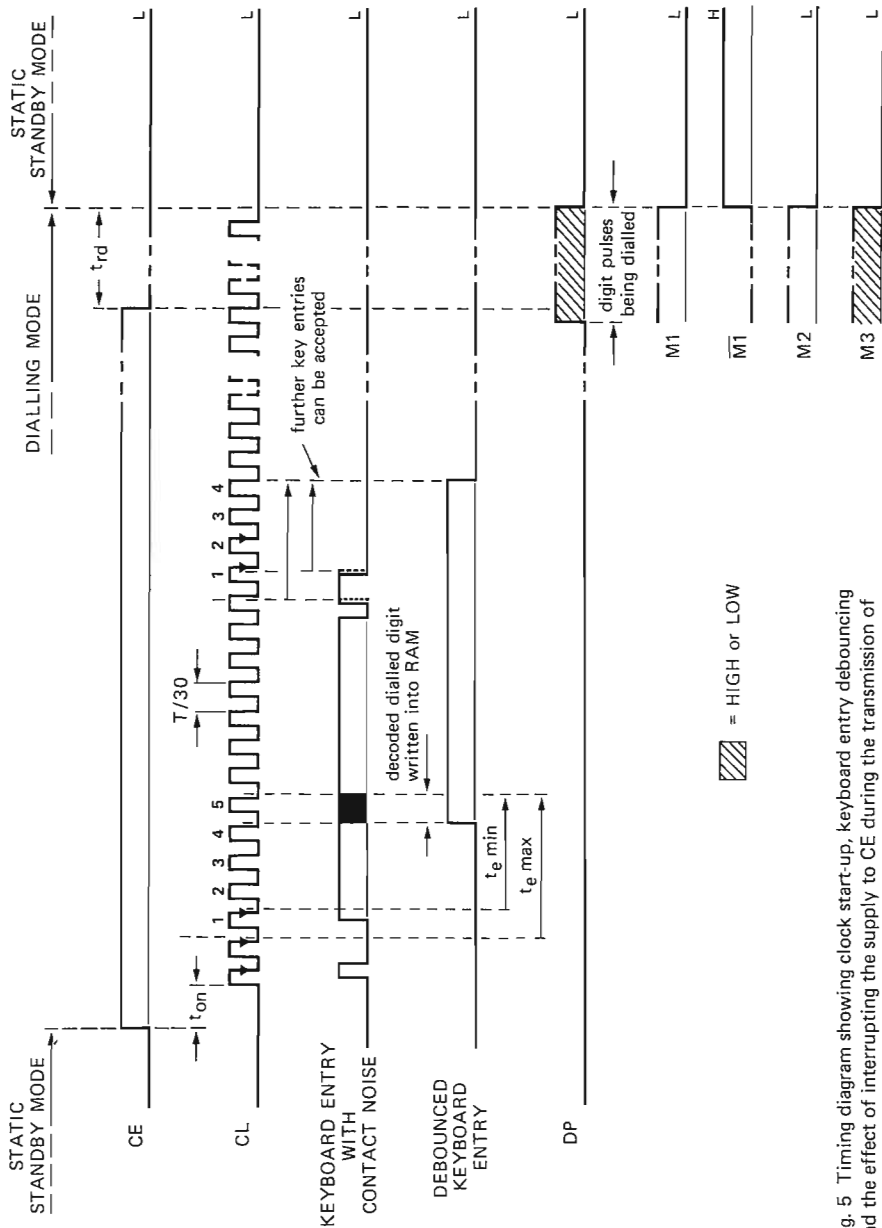 STATIC
STANDBY MODE
DIALLING MODE
STATIC
STANDBY MODE
CE
t_on
t_rd
L
CL
1 2 3 4 5
T/30
1 2 3 4
L
further key entries
can be accepted
KEYBOARD ENTRY
WITH
CONTACT NOISE
L
decoded dialled digit
written into RAM
t_e min
t_e max
DEBOUNCED
KEYBOARD
ENTRY
L
DP
L
digit pulses
being dialled
M1
L
M̅1̅
H
M2
L
M3
L
= HIGH or LOW
g. 5 Timing diagram showing clock start-up, keyboard entry debouncing
nd the effect of interrupting the supply to CE during the transmission of